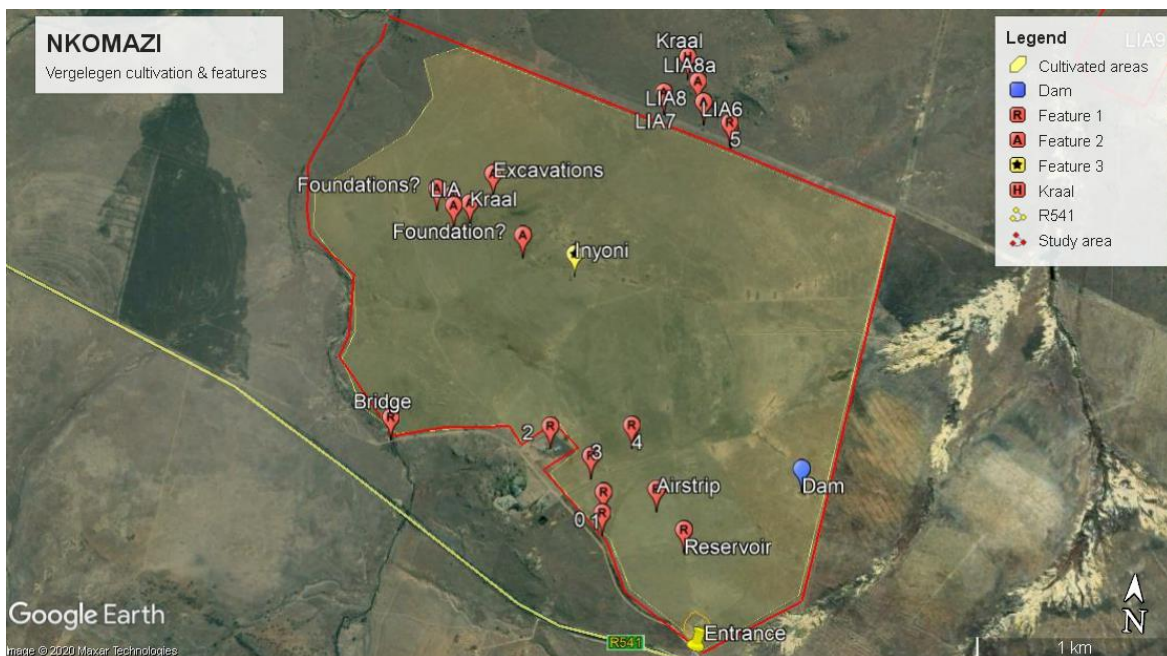 NKOMAZI
Vergelegen cultivation & features
Legend
Cultivated areas
Dam
R Feature 1
A Feature 2
Feature 3
H Kraal
R541
Study area
LIA9
Kraal
H
LIA8a
A
LIA8
LIA6
LIA7
R
5
Excavations
Foundations?
LIA
A
A
Kraal
Foundation?
A
Inyoni
Bridge
R
2
R
R
4
3
R
Airstrip
Dam
0
1
R
R
Reservoir
Entrance
R541
Google Earth
Image © 2020 Maxar Technologies
N
1 km